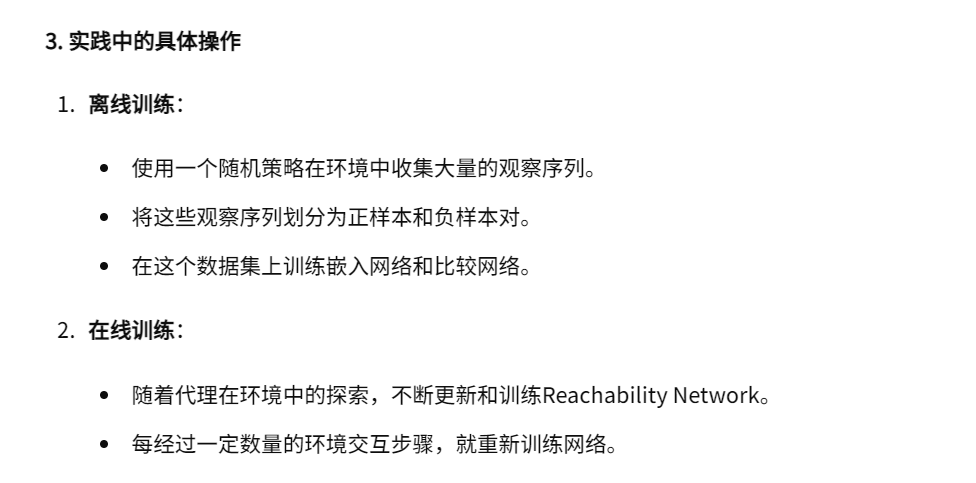 3. 实践中的具体操作
1. 离线训练：
• 使用一个随机策略在环境中收集大量的观察序列。
• 将这些观察序列划分为正样本和负样本对。
• 在这个数据集上训练嵌入网络和比较网络。
2. 在线训练：
• 随着代理在环境中的探索，不断更新和训练Reachability Network。
• 每经过一定数量的环境交互步骤，就重新训练网络。